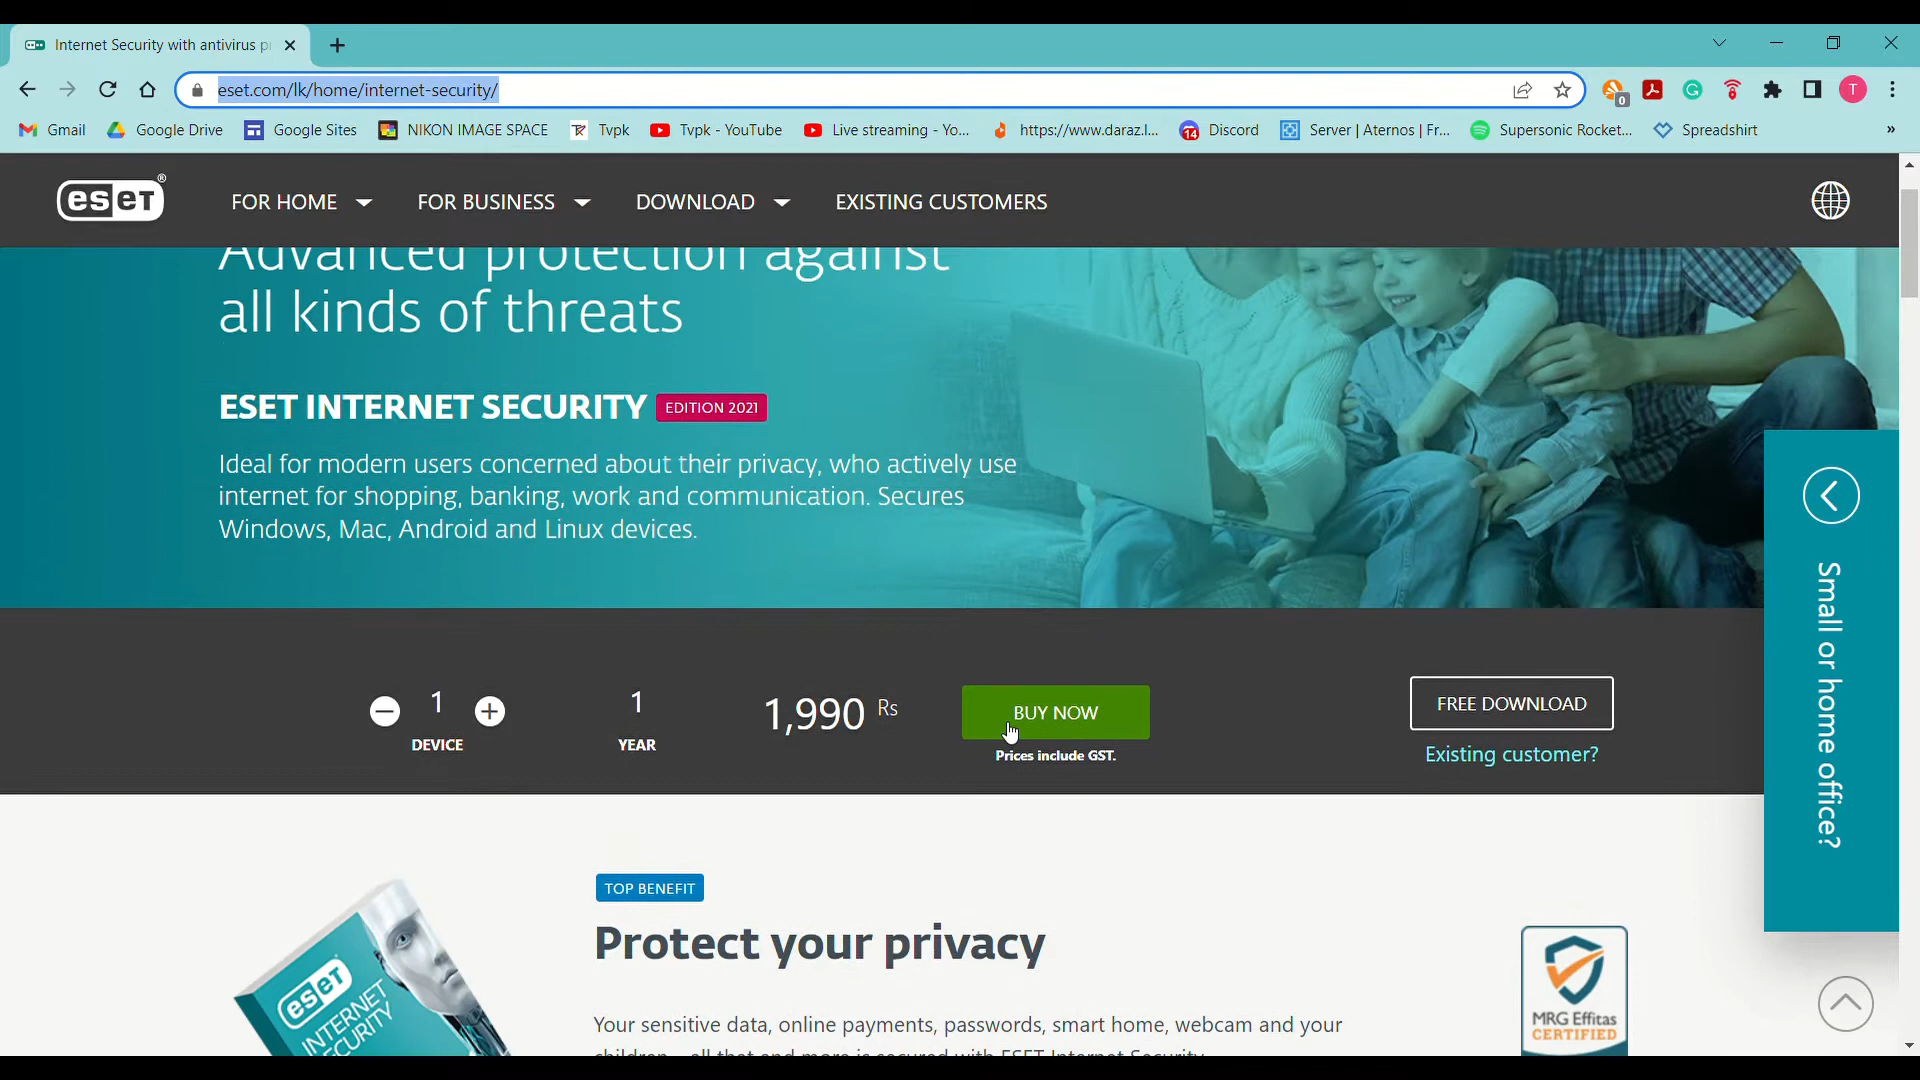 Internet Security with antivirus p
eset.com/lk/home/internet-security/
0
T
Gmail
Google Drive
Google Sites
NIKON IMAGE SPACE
Tvpk
Tvpk - YouTube
Live streaming - Yo...
https://www.daraz.l...
14
Discord
Server | Aternos | Fr...
Supersonic Rocket...
Spreadshirt
»
eset®
FOR HOME
FOR BUSINESS
DOWNLOAD
EXISTING CUSTOMERS
Advanced protection against
all kinds of threats
ESET INTERNET SECURITY
EDITION 2021
Ideal for modern users concerned about their privacy, who actively use
internet for shopping, banking, work and communication. Secures
Windows, Mac, Android and Linux devices.
Small or home office?
1
DEVICE
1
YEAR
1,990 Rs
BUY NOW
Prices include GST.
FREE DOWNLOAD
Existing customer?
TOP BENEFIT
Protect your privacy
Your sensitive data, online payments, passwords, smart home, webcam and your
children – all that and more is secured with ESET Internet Security
eset
INTERNET
SECURITY
MRG Effitas
CERTIFIED